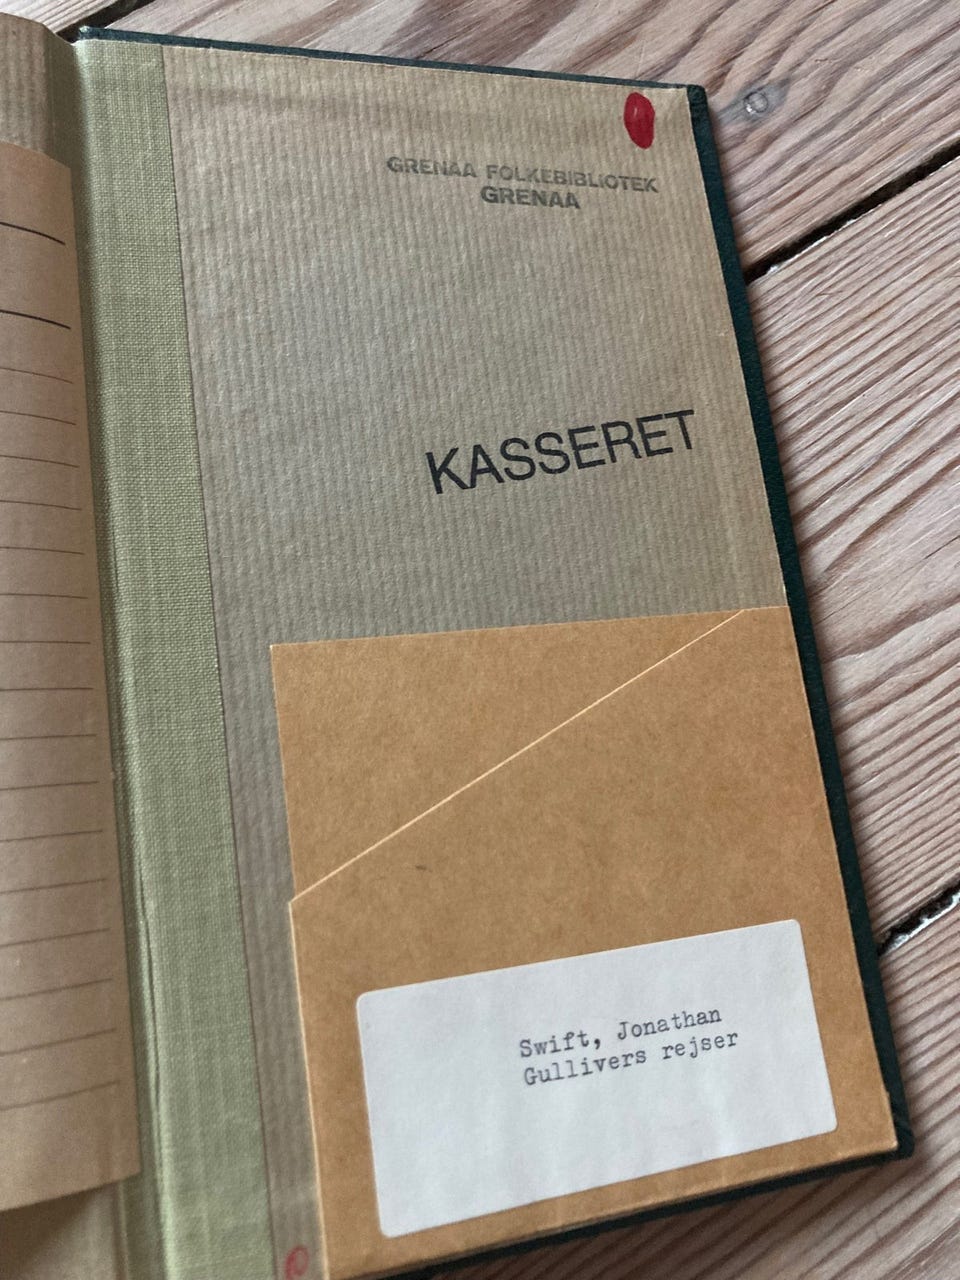 GRENAA FOLKEBIBLIOTEK
GRENAA
KASSERET
Swift, Jonathan
Gullivers rejser